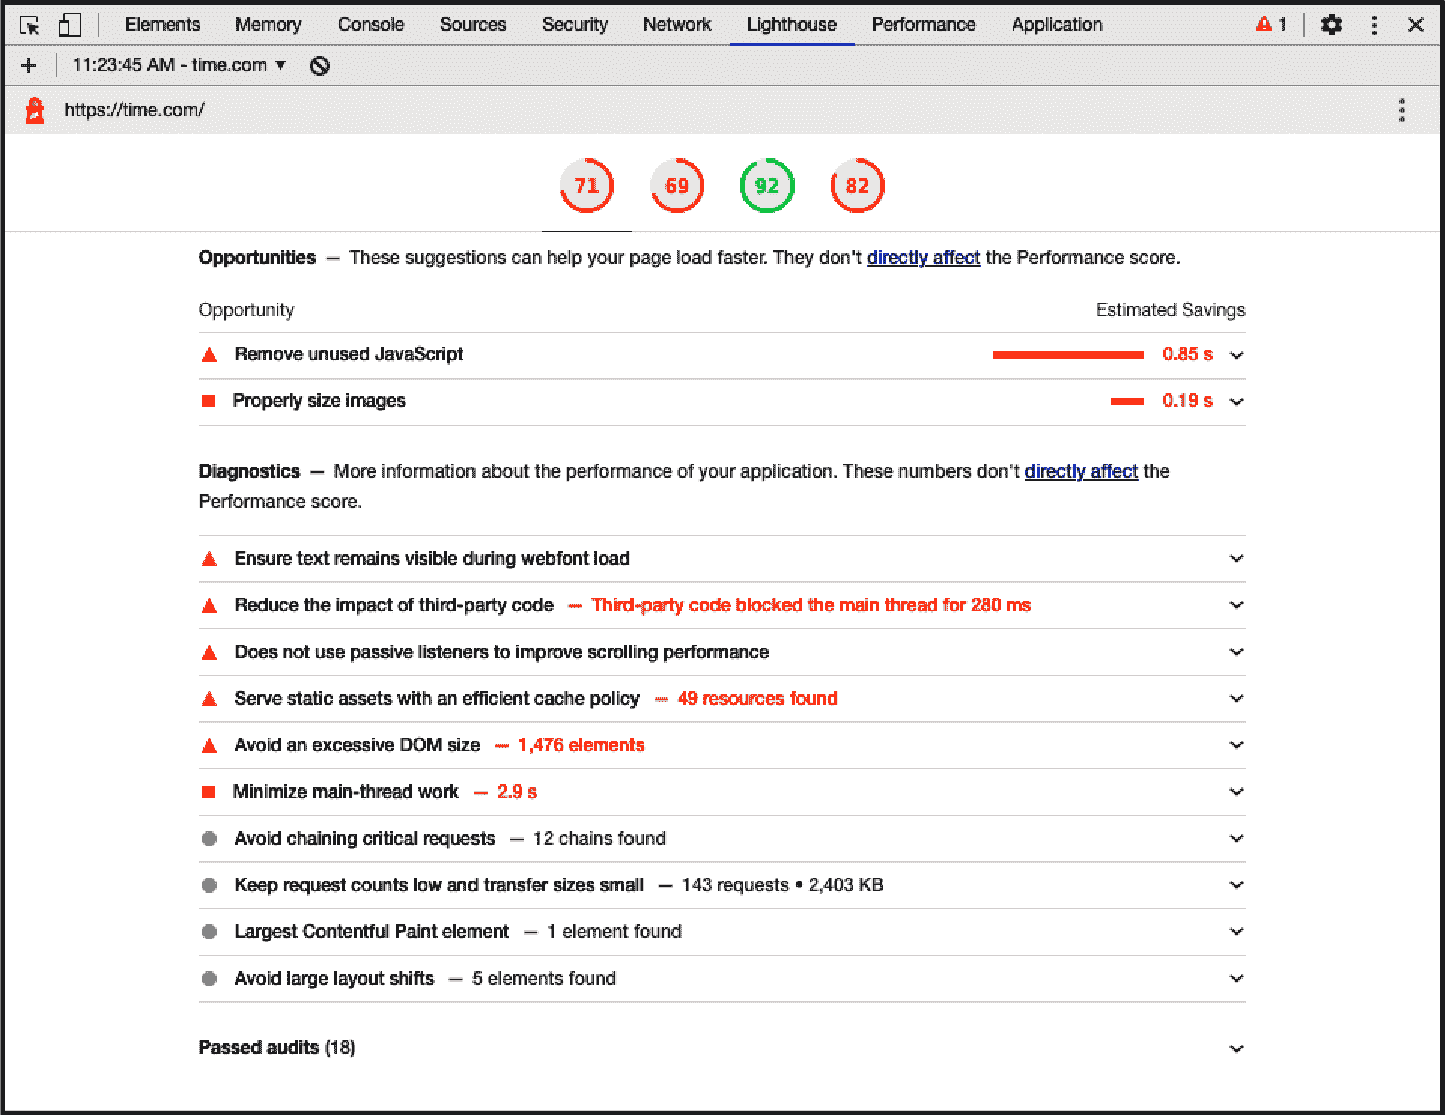 Elements Memory Console Sources Security Network Lighthouse Performance Application 1
11:23:45 AM - time.com
https://time.com/
71 69 92 82
Opportunities — These suggestions can help your page load faster. They don't directly affect the Performance score.
Opportunity Estimated Savings
Remove unused JavaScript 0.85 s
Properly size images 0.19 s
Diagnostics — More information about the performance of your application. These numbers don't directly affect the
Performance score.
Ensure text remains visible during webfont load
Reduce the impact of third-party code — Third-party code blocked the main thread for 280 ms
Does not use passive listeners to improve scrolling performance
Serve static assets with an efficient cache policy — 49 resources found
Avoid an excessive DOM size — 1,476 elements
Minimize main-thread work — 2.9 s
Avoid chaining critical requests — 12 chains found
Keep request counts low and transfer sizes small — 143 requests • 2,403 KB
Largest Contentful Paint element — 1 element found
Avoid large layout shifts — 5 elements found
Passed audits (18)